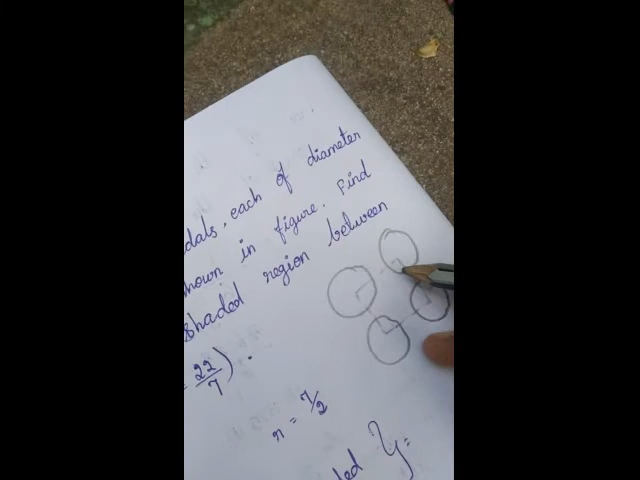 dals, each of diameter
hown in figure. Find
shaded region between
= 22/7) .
r = 7/2
ded } =